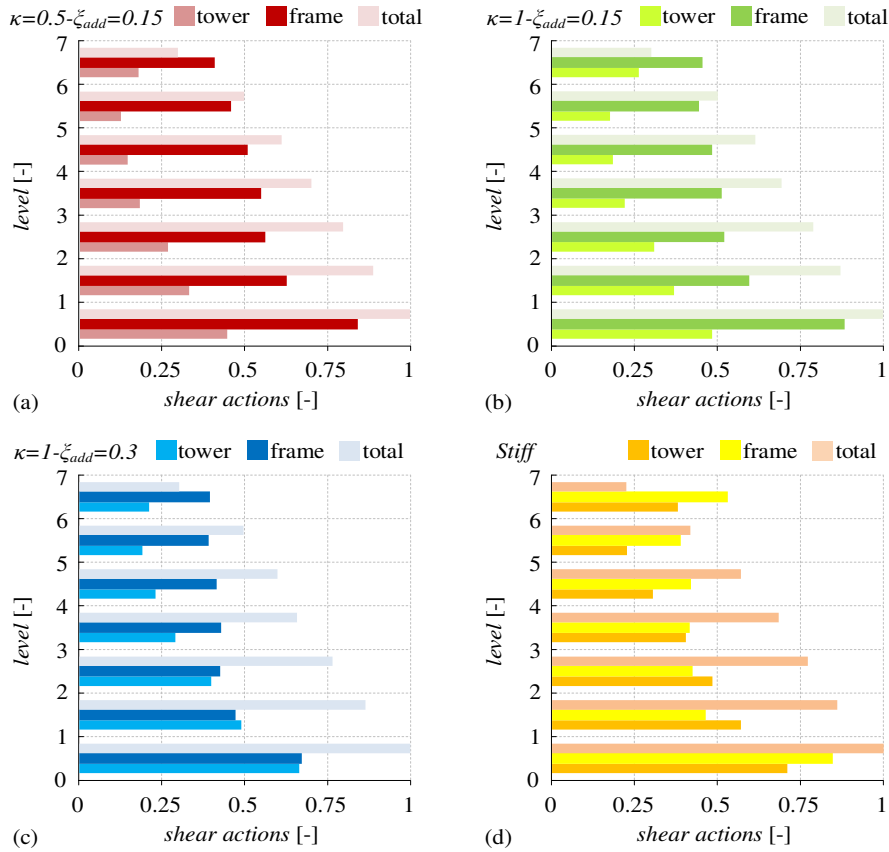 κ=0.5-ξadd=0.15 tower frame total
7
6
5
4
3
2
1
0
level [-]
0 0.25 0.5 0.75 1
(a) shear actions [-]
κ=1-ξadd=0.15 tower frame total
7
6
5
4
3
2
1
0
level [-]
0 0.25 0.5 0.75 1
(b) shear actions [-]
κ=1-ξadd=0.3 tower frame total
7
6
5
4
3
2
1
0
level [-]
0 0.25 0.5 0.75 1
(c) shear actions [-]
Stiff tower frame total
7
6
5
4
3
2
1
0
level [-]
0 0.25 0.5 0.75 1
(d) shear actions [-]